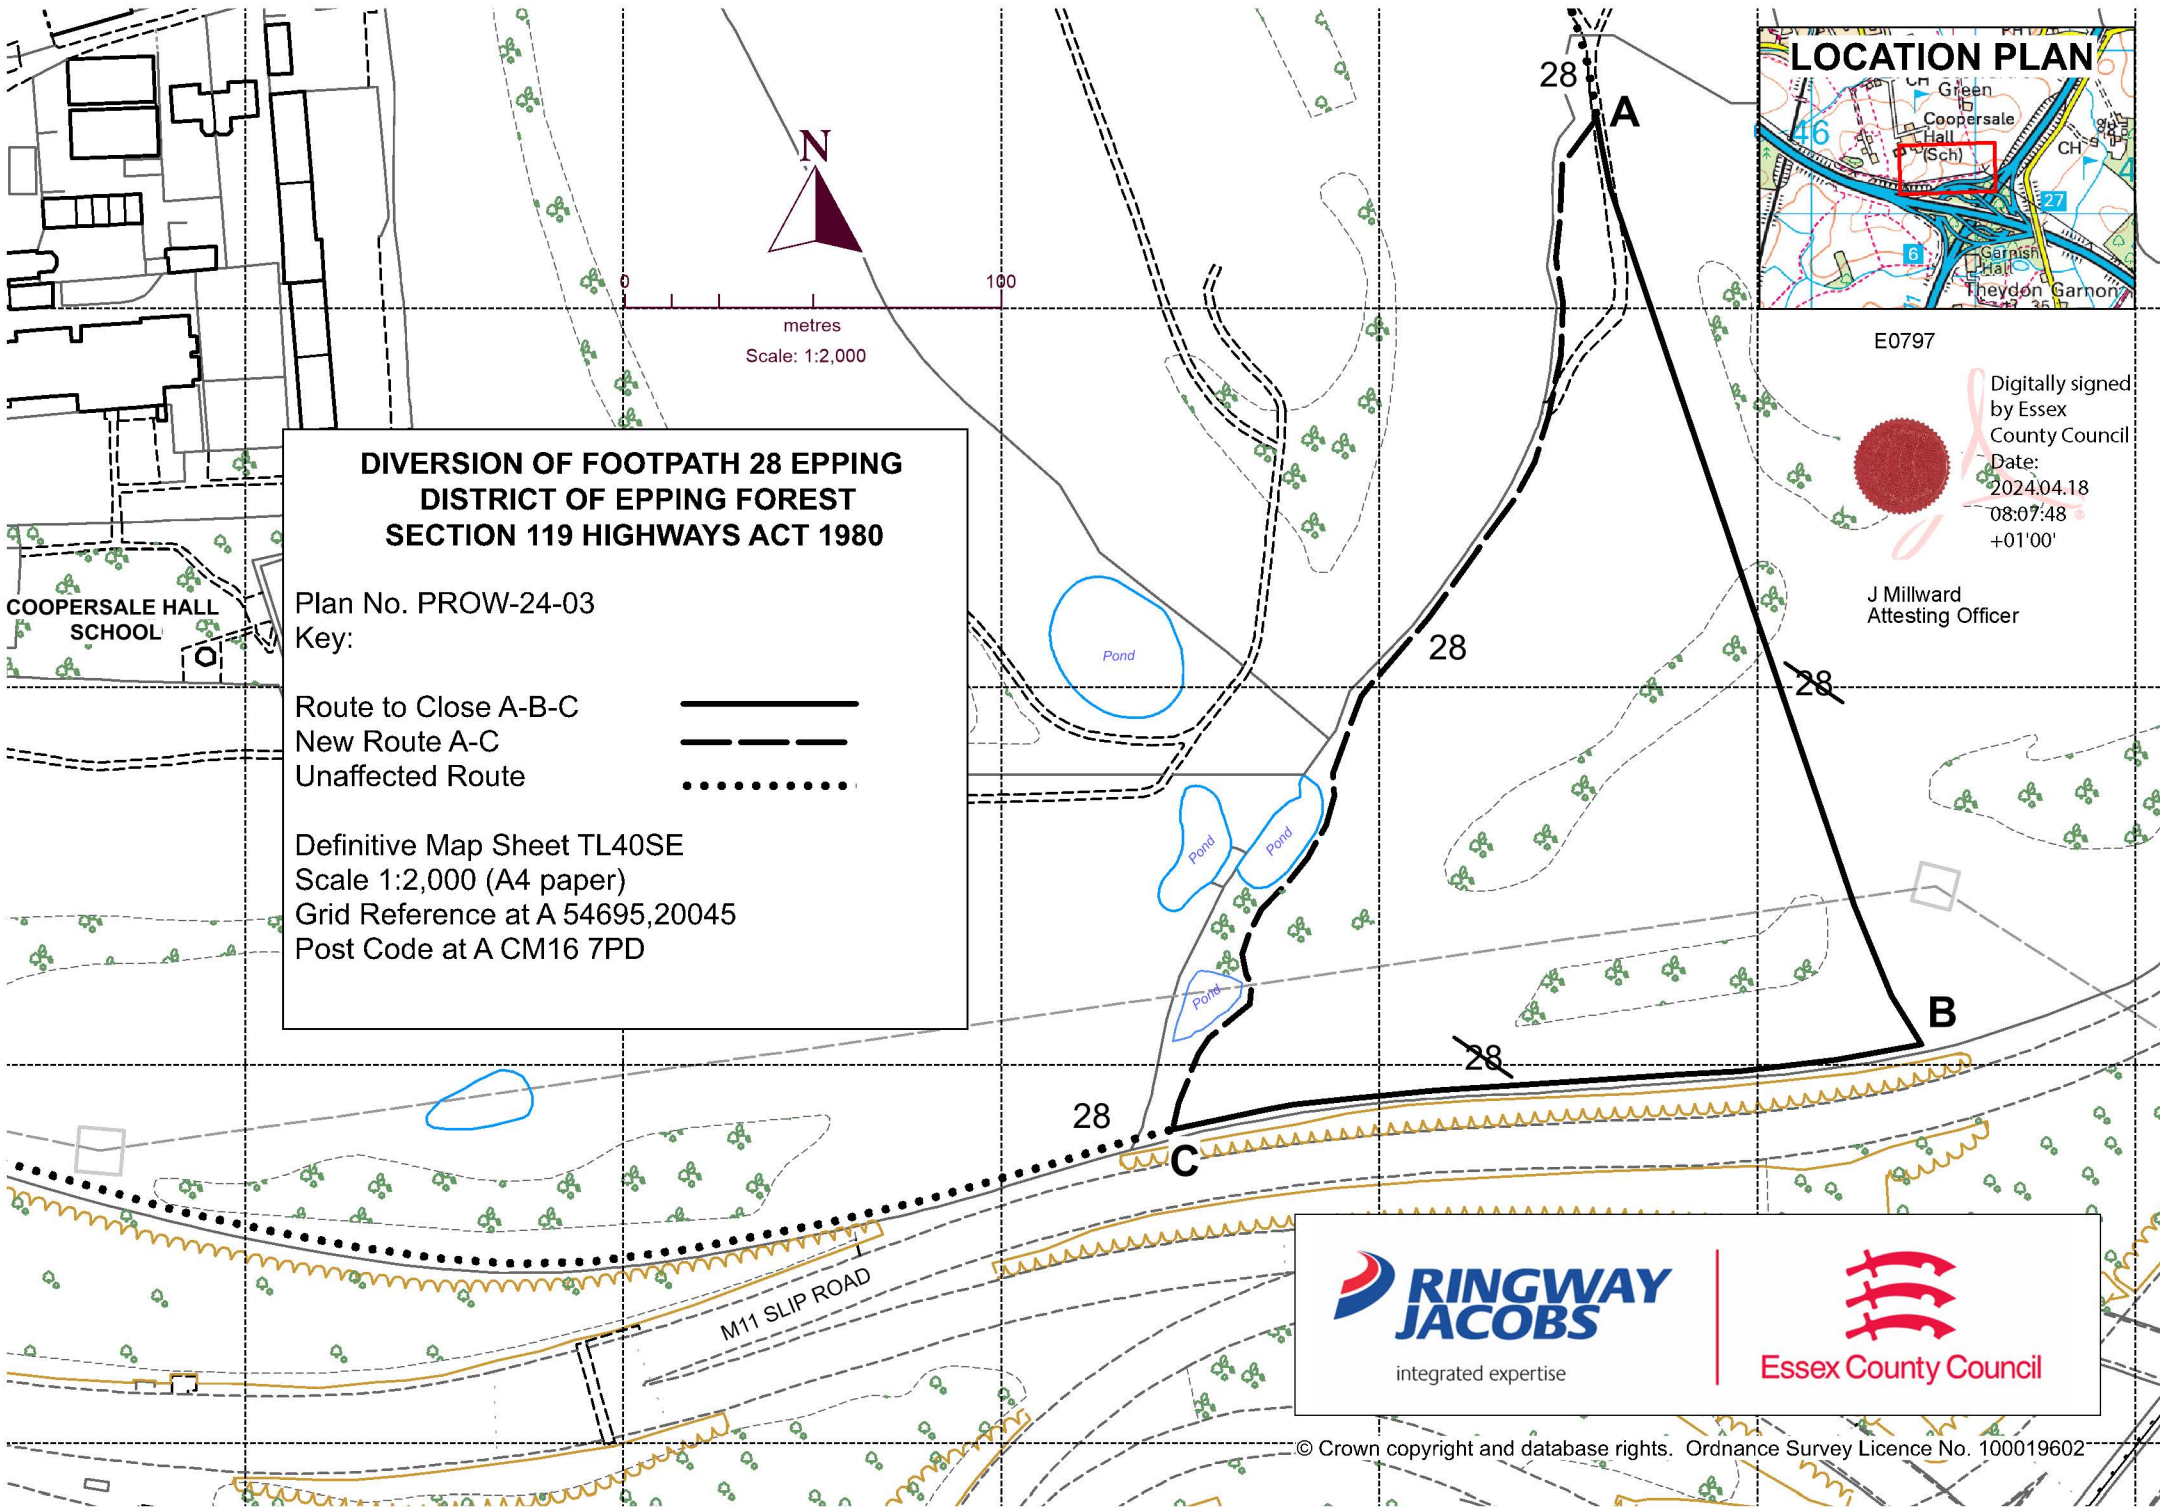 28
A
N
0
100
metres
Scale: 1:2,000
LOCATION PLAN
CH
Green
Coopersale
Hall
(Sch)
46
CH
27
6
Garnish
Hall
Theydon Garnon
E0797
Digitally signed
by Essex
County Council
Date:
2024.04.18
08:07:48
+01'00'
J Millward
Attesting Officer
DIVERSION OF FOOTPATH 28 EPPING
DISTRICT OF EPPING FOREST
SECTION 119 HIGHWAYS ACT 1980
Plan No. PROW-24-03
Key:
Route to Close A-B-C
New Route A-C
Unaffected Route
Definitive Map Sheet TL40SE
Scale 1:2,000 (A4 paper)
Grid Reference at A 54695,20045
Post Code at A CM16 7PD
COOPERSALE HALL
SCHOOL
Pond
28
28
Pond
Pond
Pond
B
28
28
C
M11 SLIP ROAD
RINGWAY
JACOBS
integrated expertise
Essex County Council
© Crown copyright and database rights. Ordnance Survey Licence No. 100019602